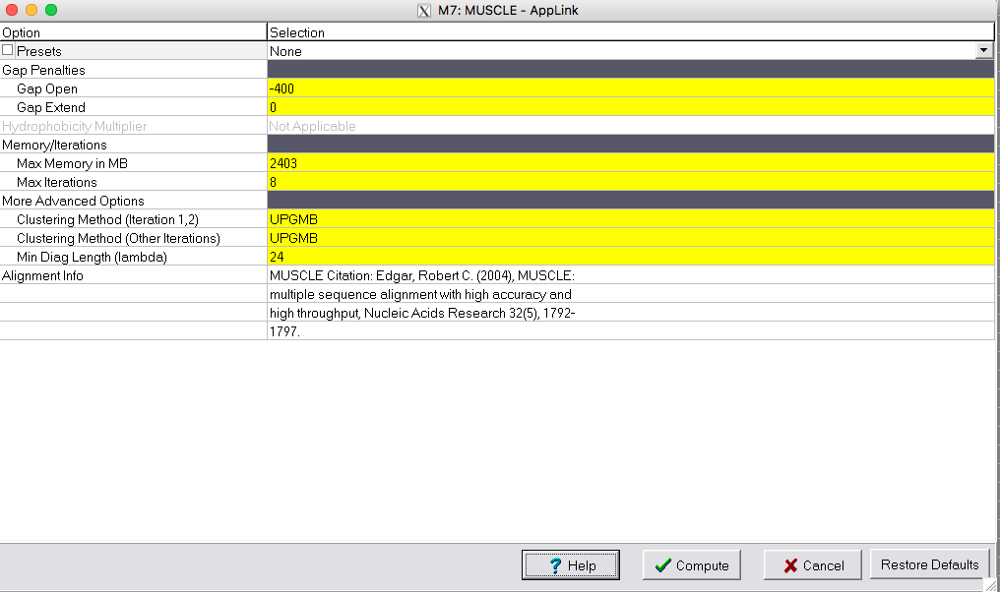 M7: MUSCLE - AppLink
Option Selection
Presets None
Gap Penalties
Gap Open -400
Gap Extend 0
Hydrophobicity Multiplier Not Applicable
Memory/Iterations
Max Memory in MB 2403
Max Iterations 8
More Advanced Options
Clustering Method (Iteration 1,2) UPGMB
Clustering Method (Other Iterations) UPGMB
Min Diag Length (lambda) 24
Alignment Info MUSCLE Citation: Edgar, Robert C. (2004), MUSCLE:
multiple sequence alignment with high accuracy and
high throughput, Nucleic Acids Research 32(5), 1792-
1797.
? Help Compute Cancel Restore Defaults